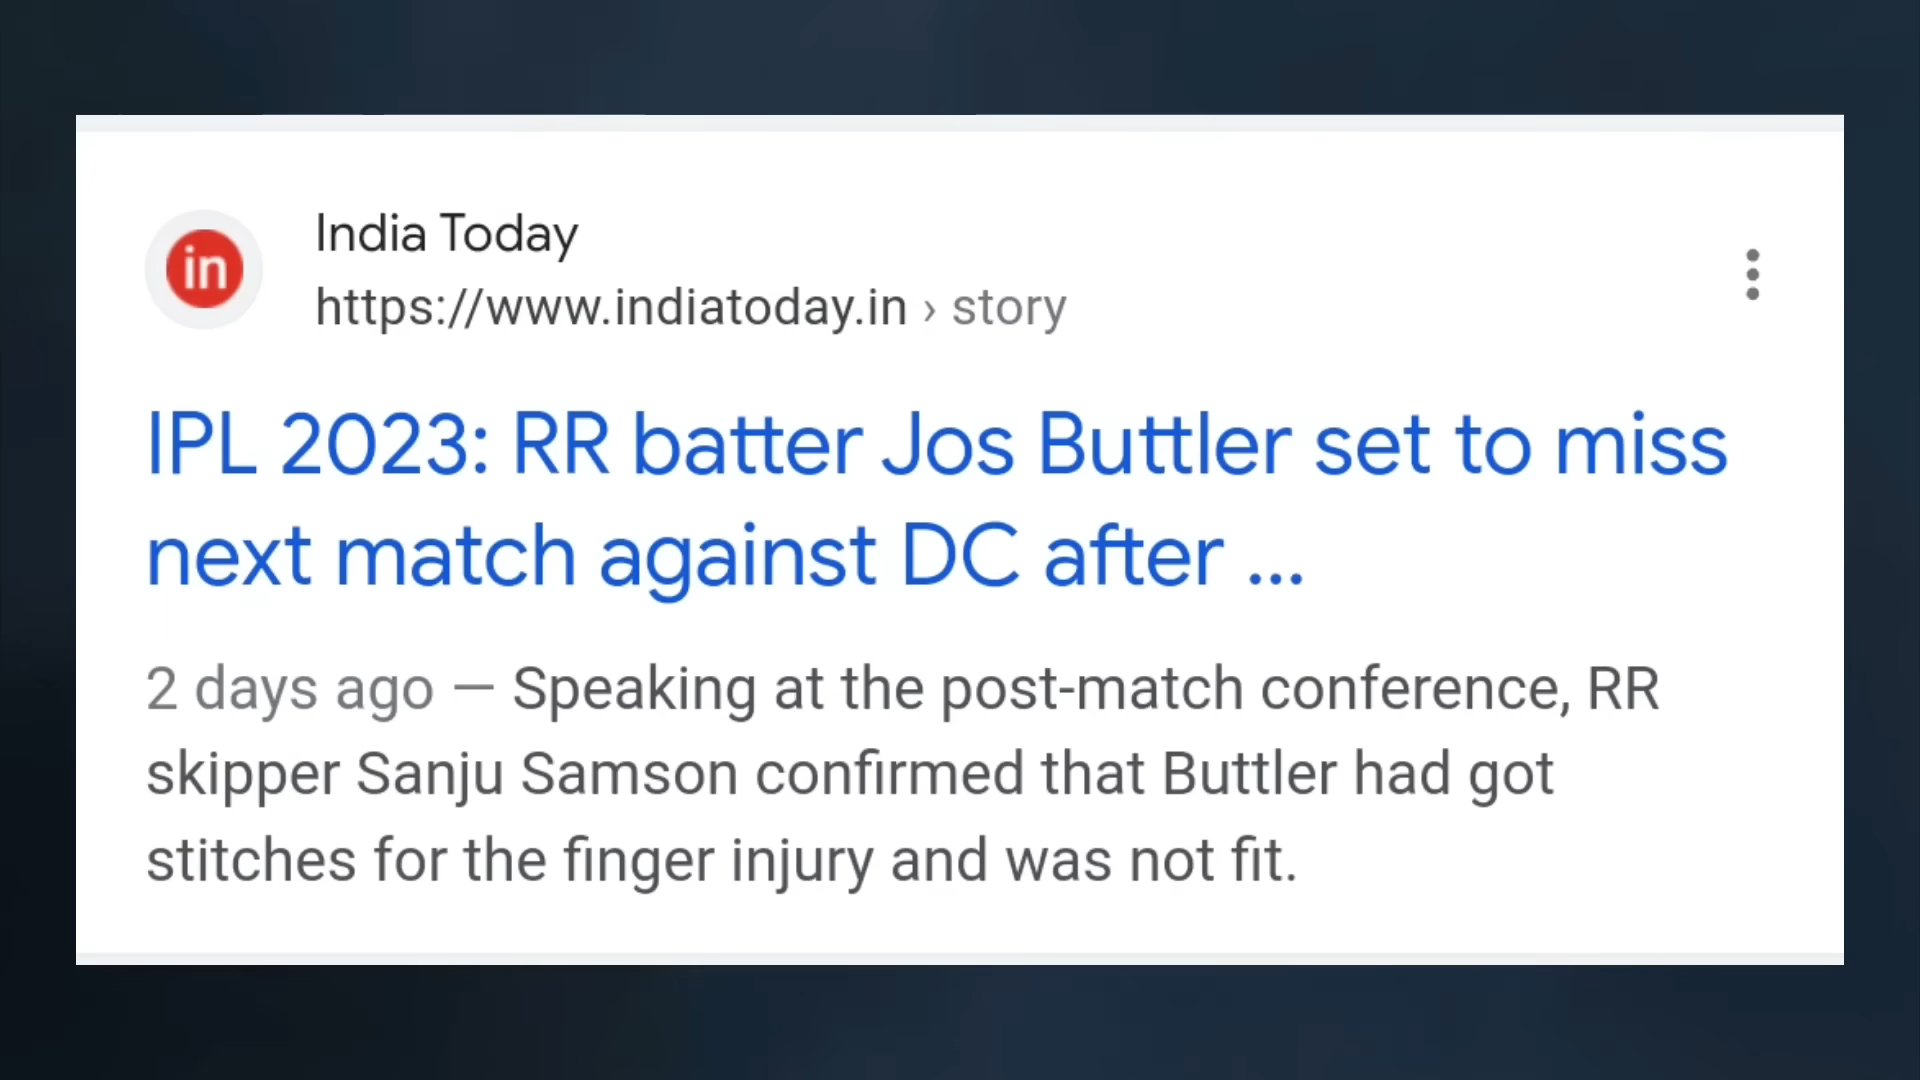 in
India Today
https://www.indiatoday.in › story
IPL 2023: RR batter Jos Buttler set to miss
next match against DC after ...
2 days ago — Speaking at the post-match conference, RR
skipper Sanju Samson confirmed that Buttler had got
stitches for the finger injury and was not fit.